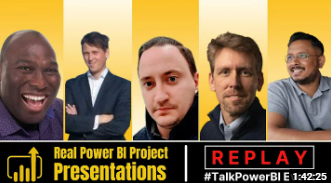 Real Power BI Project
Presentations
REPLAY
#TalkPowerBI E
1:42:25